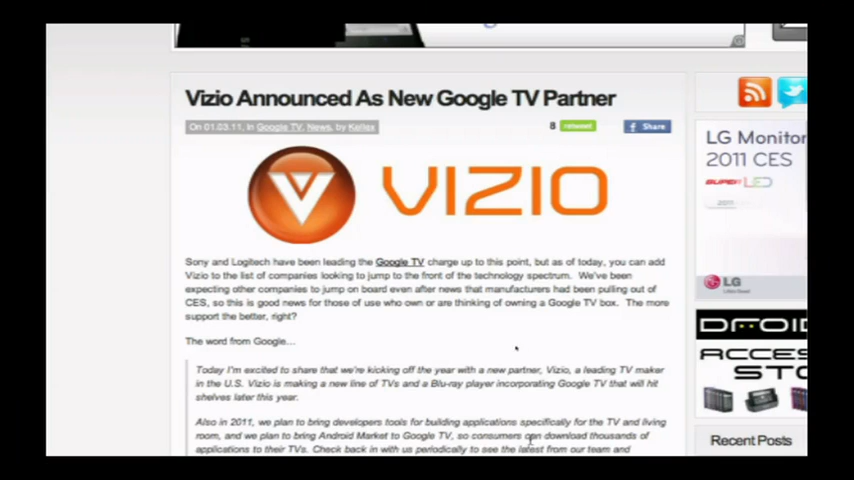 Vizio Announced As New Google TV Partner
On 01.03.11, In Google TV, News, by Kellex
8 retweet
Share
VIZIO
Sony and Logitech have been leading the Google TV charge up to this point, but as of today, you can add
Vizio to the list of companies looking to jump to the front of the technology spectrum. We've been
expecting other companies to jump on board even after news that manufacturers had been pulling out of
CES, so this is good news for those of use who own or are thinking of owning a Google TV box. The more
support the better, right?
The word from Google...
Today I'm excited to share that we're kicking off the year with a new partner, Vizio, a leading TV maker
in the U.S. Vizio is making a new line of TVs and a Blu-ray player incorporating Google TV that will hit
shelves later this year.
Also in 2011, we plan to bring developers tools for building applications specifically for the TV and living
room, and we plan to bring Android Market to Google TV, so consumers can download thousands of
applications to their TVs. Check back in with us periodically to see the latest from our team and
LG Monitor
2011 CES
SUPER LED
2011
LG
DROID
ACCES
STO
Recent Posts